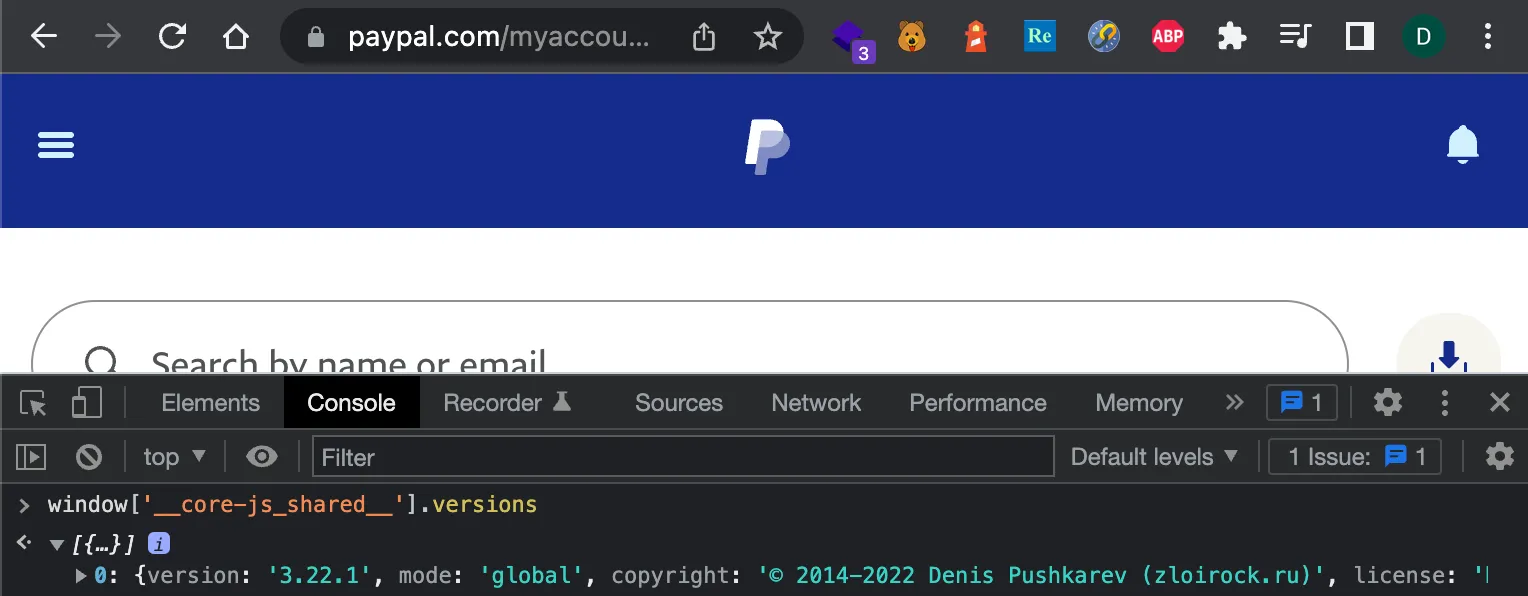 paypal.com/myaccou... 3 Re ABP D
Search by name or email
Elements Console Recorder Sources Network Performance Memory 1
top Filter Default levels 1 Issue: 1
window['__core-js_shared__'].versions
[{…}] i
0: {version: '3.22.1', mode: 'global', copyright: '© 2014–2022 Denis Pushkarev (zloirock.ru)', license: '